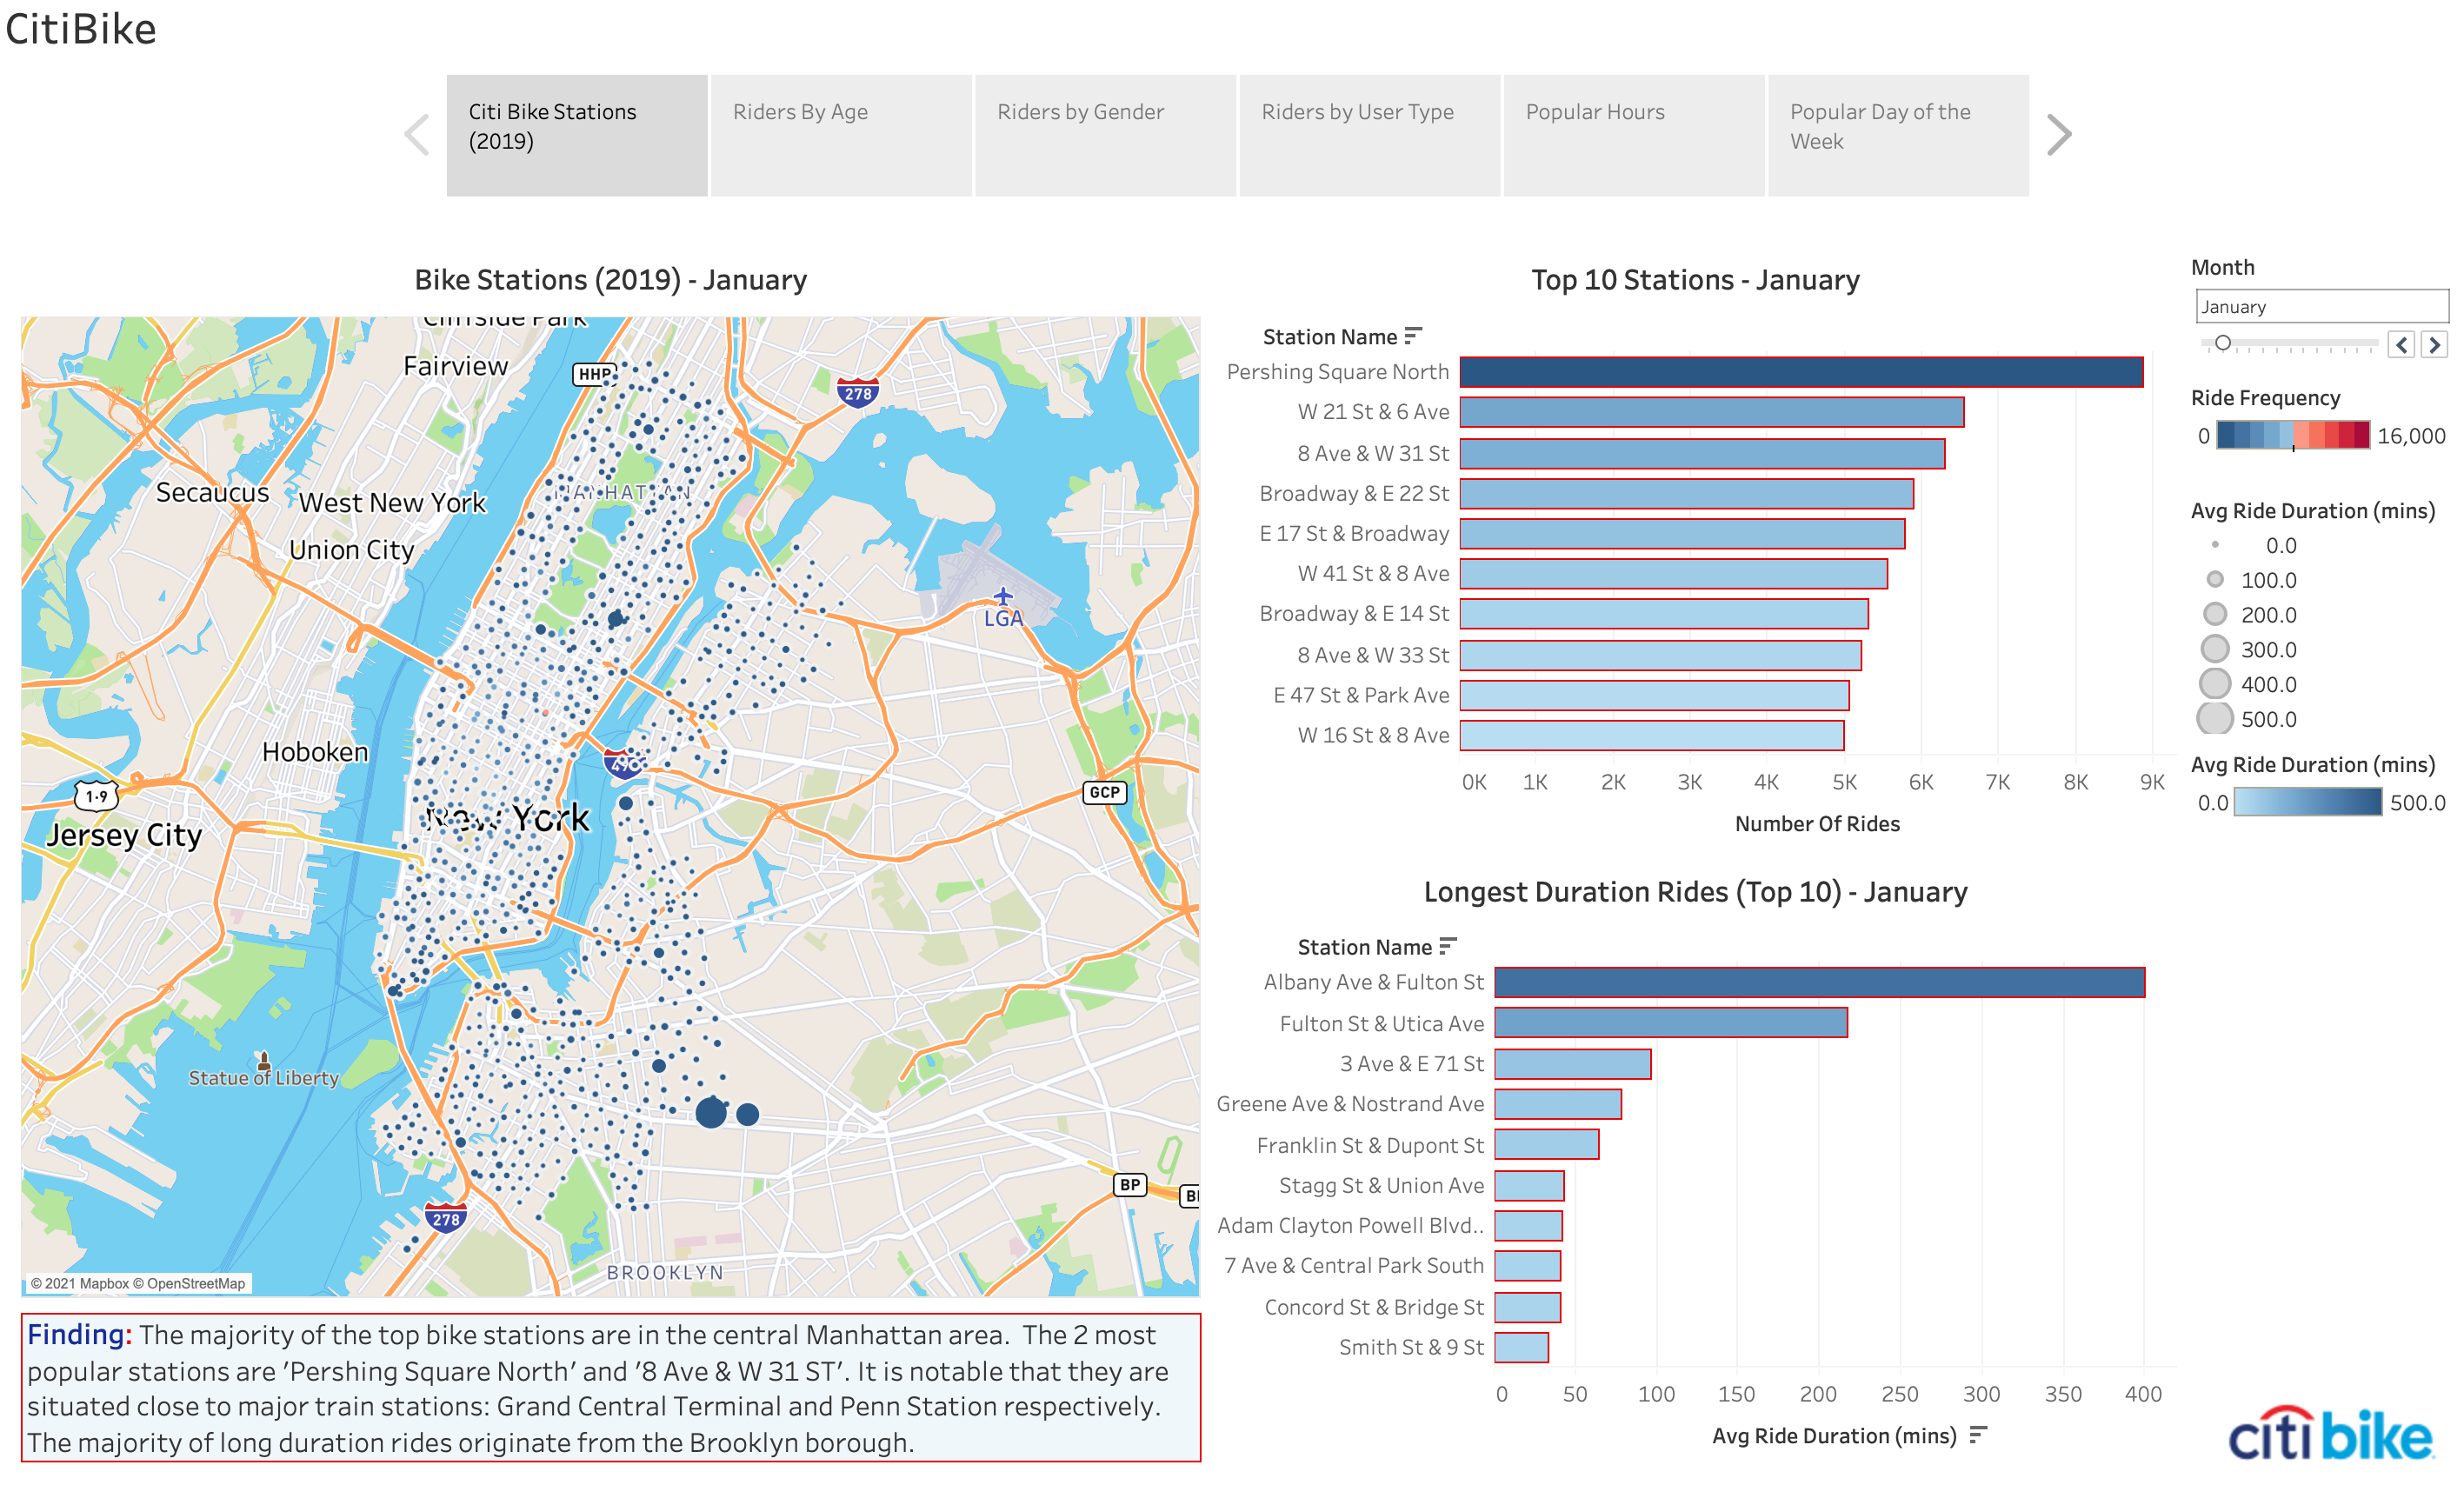 CitiBike
Citi Bike Stations
(2019)
Riders By Age
Riders by Gender
Riders by User Type
Popular Hours
Popular Day of the
Week
Bike Stations (2019) - January
Cliffside Park
Fairview
HHP
278
Secaucus
West New York
MANHATTAN
Union City
LGA
Hoboken
1-9
GCP
New York
Jersey City
Statue of Liberty
BP
278
BROOKLYN
© 2021 Mapbox © OpenStreetMap
Finding: The majority of the top bike stations are in the central Manhattan area.  The 2 most
popular stations are 'Pershing Square North' and '8 Ave & W 31 ST'. It is notable that they are
situated close to major train stations: Grand Central Terminal and Penn Station respectively.
The majority of long duration rides originate from the Brooklyn borough.
Top 10 Stations - January
Station Name
Pershing Square North
W 21 St & 6 Ave
8 Ave & W 31 St
Broadway & E 22 St
E 17 St & Broadway
W 41 St & 8 Ave
Broadway & E 14 St
8 Ave & W 33 St
E 47 St & Park Ave
W 16 St & 8 Ave
0K 1K 2K 3K 4K 5K 6K 7K 8K 9K
Number Of Rides
Longest Duration Rides (Top 10) - January
Station Name
Albany Ave & Fulton St
Fulton St & Utica Ave
3 Ave & E 71 St
Greene Ave & Nostrand Ave
Franklin St & Dupont St
Stagg St & Union Ave
Adam Clayton Powell Blvd..
7 Ave & Central Park South
Concord St & Bridge St
Smith St & 9 St
0 50 100 150 200 250 300 350 400
Avg Ride Duration (mins)
Month
January
Ride Frequency
0 16,000
Avg Ride Duration (mins)
0.0
100.0
200.0
300.0
400.0
500.0
Avg Ride Duration (mins)
0.0 500.0
citi bike